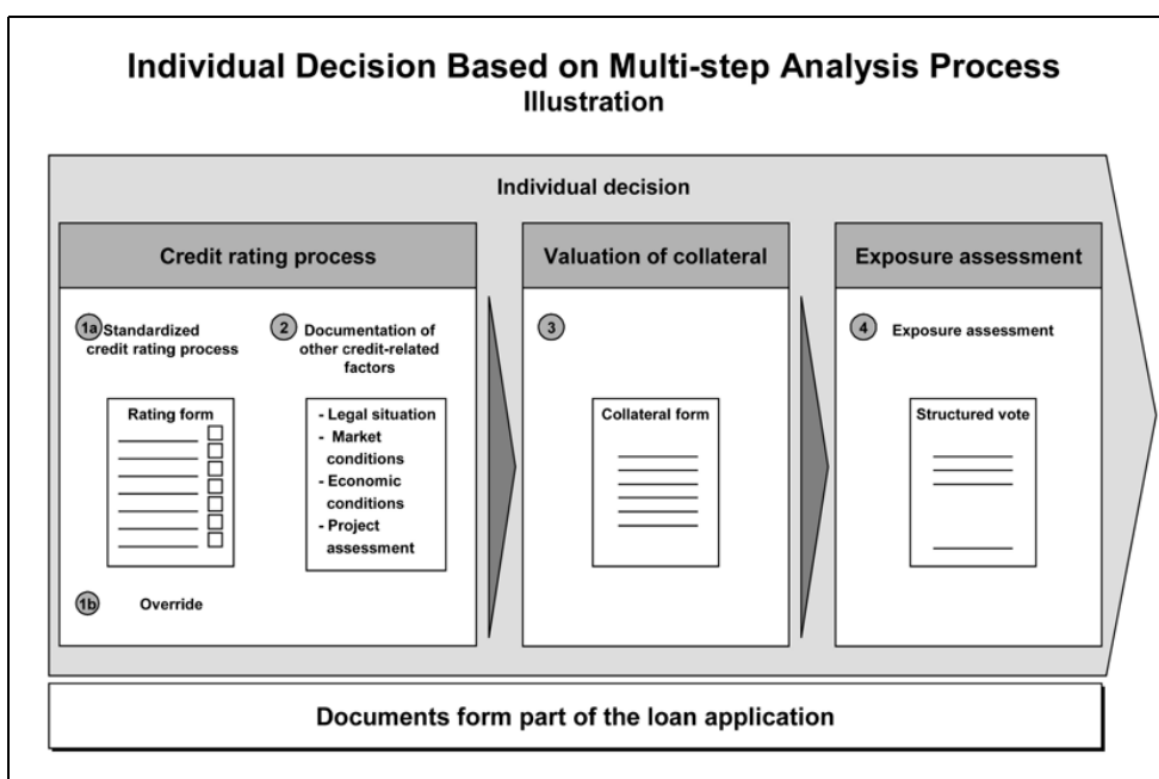 Individual Decision Based on Multi-step Analysis Process
Illustration
Individual decision
Credit rating process
1a Standardized
credit rating process
Rating form
1b Override
2 Documentation of
other credit-related
factors
- Legal situation
- Market
conditions
- Economic
conditions
- Project
assessment
Valuation of collateral
3
Collateral form
Exposure assessment
4 Exposure assessment
Structured vote
Documents form part of the loan application